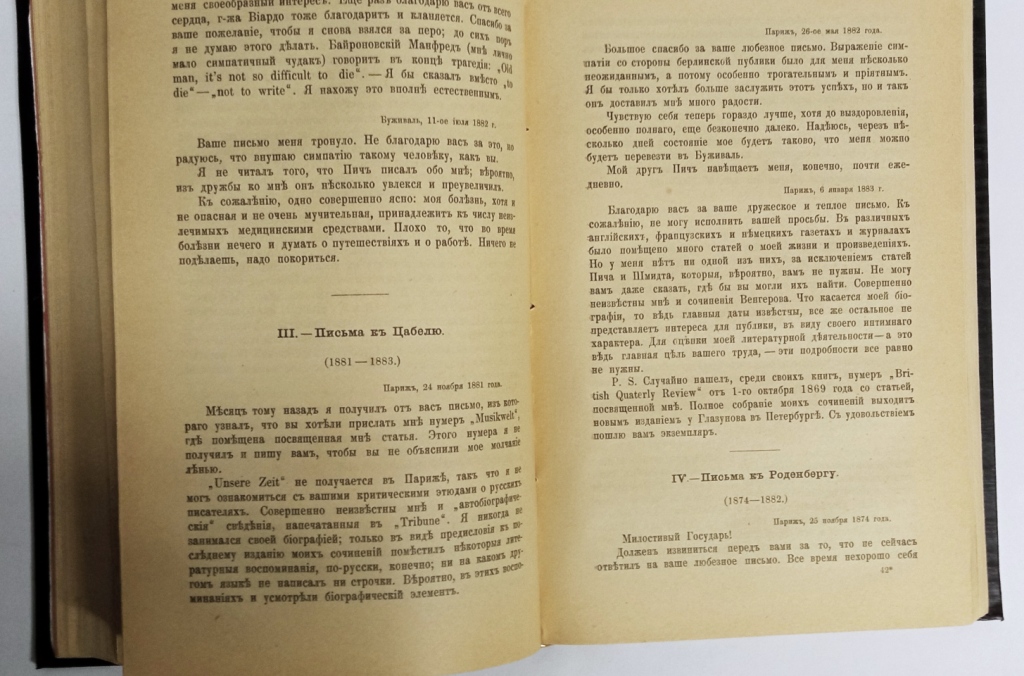 меня своеобразный интересъ. Еще разъ благодарю васъ отъ всего
сердца, г-жа Віардо тоже благодаритъ и кланяется. Спасибо за
ваше пожеланіе, чтобы я снова взялся за перо; до сихъ поръ
я не думаю этого дѣлать. Байроновскій Манфредъ (мнѣ лично
мало симпатичный чудакъ) говоритъ въ концѣ трагедіи: „Old
man, it's not so difficult to die“. — Я бы сказалъ вмѣсто „to
die“ — „not to write“. Я нахожу это вполнѣ естественнымъ.
Буживаль, 11-ое іюля 1882 г.
Ваше письмо меня тронуло. Не благодарю васъ за это, но
радуюсь, что внушаю симпатію такому человѣку, какъ вы.
Я не читалъ того, что Пичъ писалъ обо мнѣ; вѣроятно,
изъ дружбы ко мнѣ онъ нѣсколько увлекся и преувеличилъ.
Къ сожалѣнію, одно совершенно ясно: моя болѣзнь, хотя и
не опасная и не очень мучительная, принадлежитъ къ числу неиз-
лечимыхъ медицинскими средствами. Плохо то, что во время
болѣзни нечего и думать о путешествіяхъ и о работѣ. Ничего не
подѣлаешь, надо покориться.
III. — Письма къ Цабелю.
(1881 — 1883.)
Парижъ, 24 ноября 1881 года.
Мѣсяцъ тому назадъ я получилъ отъ васъ письмо, изъ кото-
раго узналъ, что вы хотѣли прислать мнѣ нумеръ „Musikwelt“,
гдѣ помѣщена посвященная мнѣ статья. Этого нумера я не
получилъ и пишу вамъ, чтобы вы не объяснили мое молчаніе
лѣнью.
„Unsere Zeit“ не получается въ Парижѣ, такъ что я не
могъ ознакомиться съ вашими критическими этюдами о русскихъ
писателяхъ. Совершенно неизвѣстны мнѣ и „автобіографиче-
скія“ свѣдѣнія, напечатанныя въ „Tribune“. Я никогда не
занимался своей біографіей; только въ видѣ предисловія къ по-
слѣднему изданію моихъ сочиненій помѣстилъ нѣкоторыя лите-
ратурныя воспоминанія, по-русски, конечно; ни на какомъ дру-
гомъ языкѣ не написалъ ни строчки. Вѣроятно, въ этихъ воспо-
минаніяхъ и усмотрѣли біографическій элементъ.
Парижъ, 26-ое мая 1882 года.
Большое спасибо за ваше любезное письмо. Выраженіе сим-
патіи со стороны берлинской публики было для меня нѣсколько
неожиданнымъ, а потому особенно трогательнымъ и пріятнымъ.
Я бы только хотѣлъ больше заслужить этотъ успѣхъ, но и такъ
онъ доставилъ мнѣ много радости.
Чувствую себя теперь гораздо лучше, хотя до выздоровленія,
особенно полнаго, еще безконечно далеко. Надѣюсь, черезъ нѣ-
сколько дней состояніе мое будетъ таково, что меня можно
будетъ перевезти въ Буживаль.
Мой другъ Пичъ навѣщаетъ меня, конечно, почти еже-
дневно.
Парижъ, 6 января 1883 г.
Благодарю васъ за ваше дружеское и теплое письмо. Къ
сожалѣнію, не могу исполнить вашей просьбы. Въ различныхъ
англійскихъ, французскихъ и нѣмецкихъ газетахъ и журналахъ
было помѣщено много статей о моей жизни и произведеніяхъ.
Но у меня нѣтъ ни одной изъ нихъ, за исключеніемъ статей
Пича и Шмидта, которыя, вѣроятно, вамъ не нужны. Не могу
вамъ даже сказать, гдѣ бы вы могли ихъ найти. Совершенно
неизвѣстны мнѣ и сочиненія Венгерова. Что касается моей біо-
графіи, то вѣдь главныя даты извѣстны, все же остальное не
представляетъ интереса для публики, въ виду своего интимнаго
характера. Для оцѣнки моей литературной дѣятельности — а это
вѣдь главная цѣль вашего труда, — эти подробности все равно
не нужны.
P. S. Случайно нашелъ, среди своихъ книгъ, нумеръ „Bri-
tish Quaterly Review“ отъ 1-го октября 1869 года со статьей,
посвященной мнѣ. Полное собраніе моихъ сочиненій выходитъ
новымъ изданіемъ у Глазунова въ Петербургѣ. Съ удовольствіемъ
пошлю вамъ экземпляръ.
IV. — Письма къ Роденбергу.
(1874—1882.)
Парижъ, 25 ноября 1874 года.
Милостивый Государь!
Долженъ извиниться передъ вами за то, что не сейчасъ
отвѣтилъ на ваше любезное письмо. Все время нехорошо себя
42*